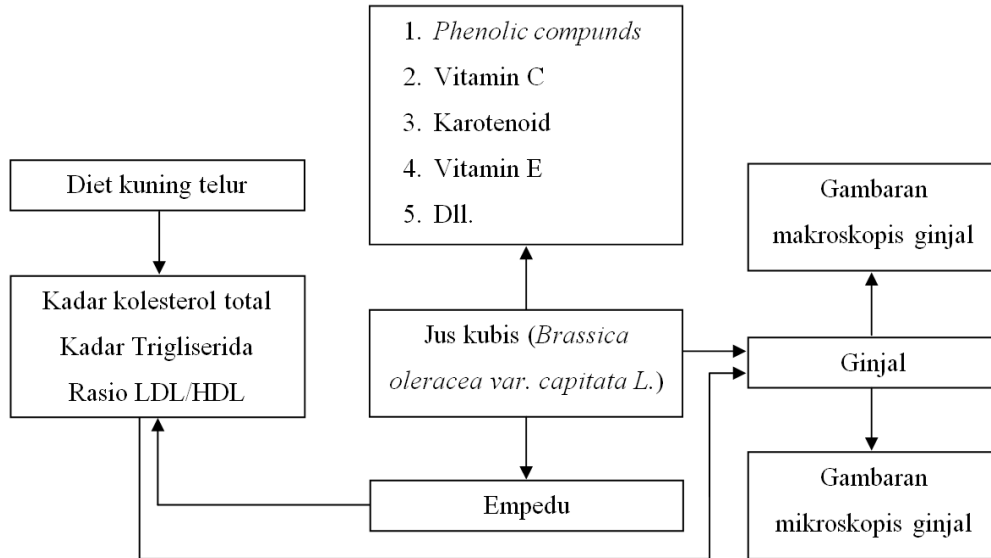 1. Phenolic compunds
2. Vitamin C
3. Karotenoid
4. Vitamin E
5. Dll.
Diet kuning telur
Kadar kolesterol total
Kadar Trigliserida
Rasio LDL/HDL
Jus kubis (Brassica
oleracea var. capitata L.)
Empedu
Gambaran
makroskopis ginjal
Ginjal
Gambaran
mikroskopis ginjal